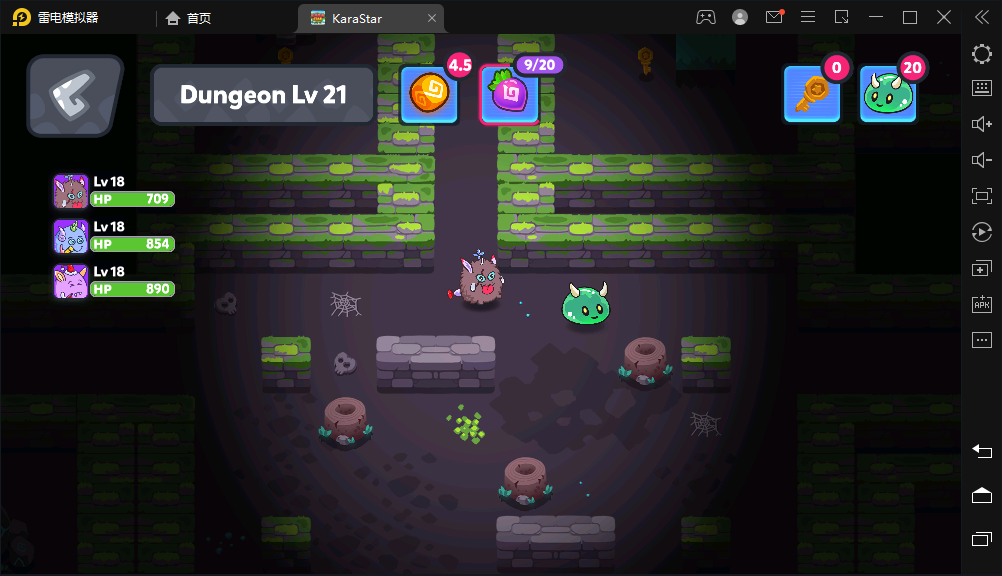 雷电模拟器
首页
KaraStar
Dungeon Lv 21
4.5
9/20
0
20
Lv 18
HP 709
Lv 18
HP 854
Lv 18
HP 890
APK